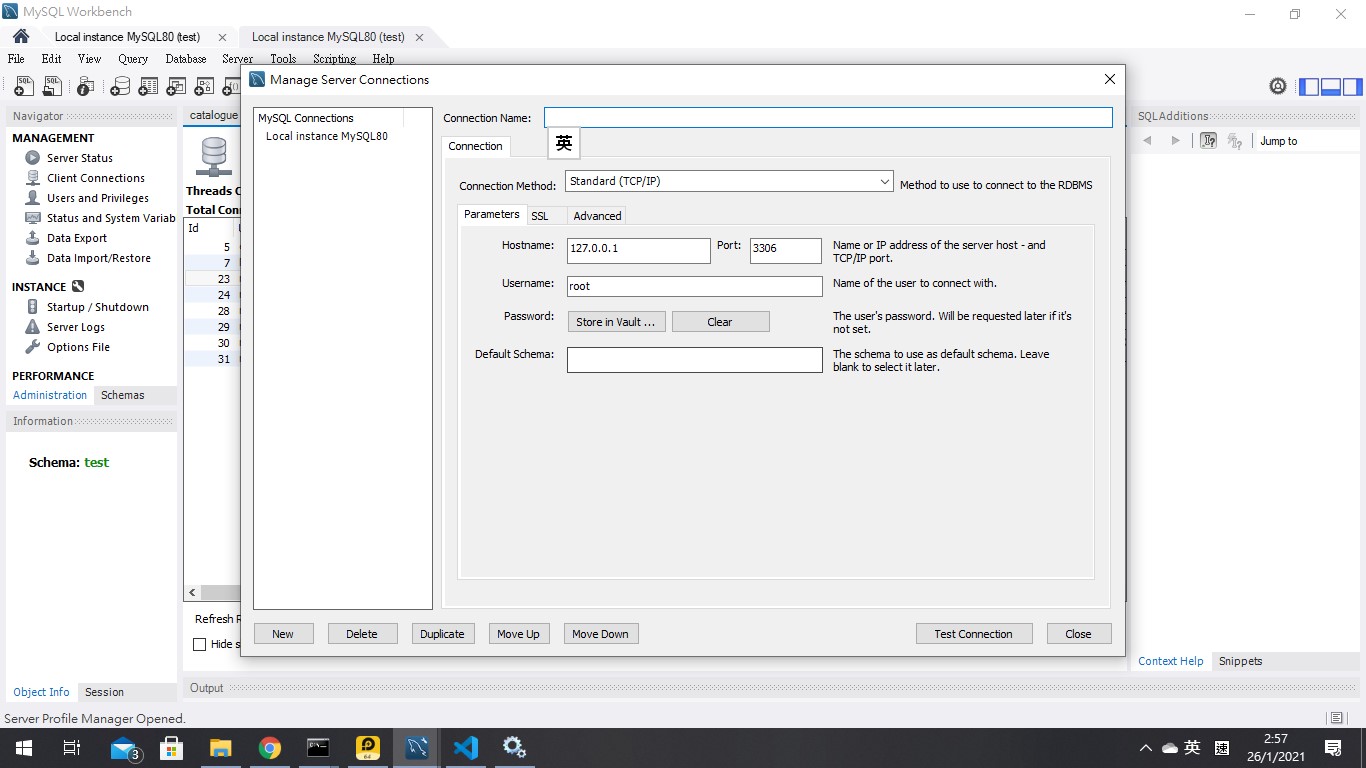 MySQL Workbench
Local instance MySQL80 (test)
Local instance MySQL80 (test)
File Edit View Query Database Server Tools Scripting Help
Navigator
MANAGEMENT
Server Status
Client Connections
Users and Privileges
Status and System Variab
Data Export
Data Import/Restore
INSTANCE
Startup / Shutdown
Server Logs
Options File
PERFORMANCE
Administration Schemas
Information
Schema: test
Object Info Session
catalogue
Threads C
Total Con
Id
5
7
23
24
28
29
30
31
Refresh R
Hide s
Manage Server Connections
MySQL Connections
Local instance MySQL80
Connection Name:
英
Connection
Connection Method: Standard (TCP/IP) Method to use to connect to the RDBMS
Parameters SSL Advanced
Hostname: 127.0.0.1 Port: 3306 Name or IP address of the server host - and
TCP/IP port.
Username: root Name of the user to connect with.
Password: Store in Vault ... Clear The user's password. Will be requested later if it's
not set.
Default Schema: The schema to use as default schema. Leave
blank to select it later.
New Delete Duplicate Move Up Move Down Test Connection Close
SQLAdditions
Jump to
Context Help Snippets
Output
Server Profile Manager Opened.
3
英
速
2:57
26/1/2021